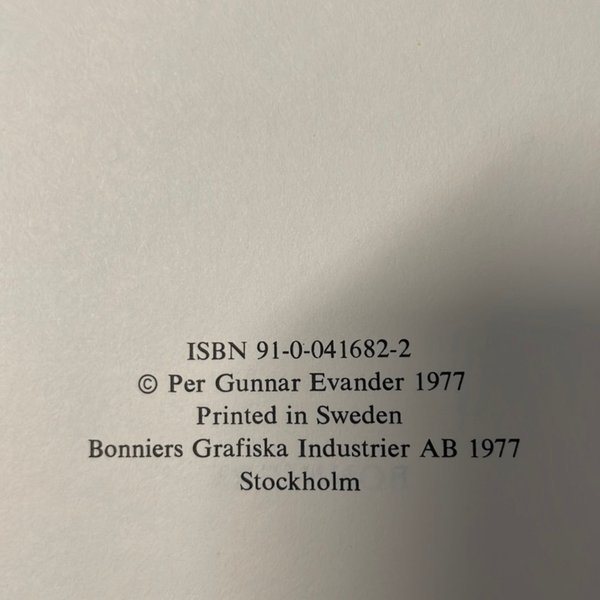 ISBN 91-0-041682-2
© Per Gunnar Evander 1977
Printed in Sweden
Bonniers Grafiska Industrier AB 1977
Stockholm